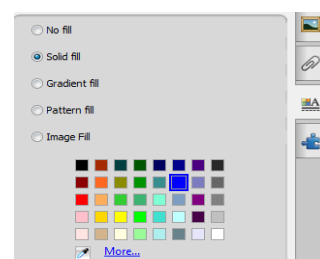 No fill
Solid fill
Gradient fill
Pattern fill
Image Fill
More...
A